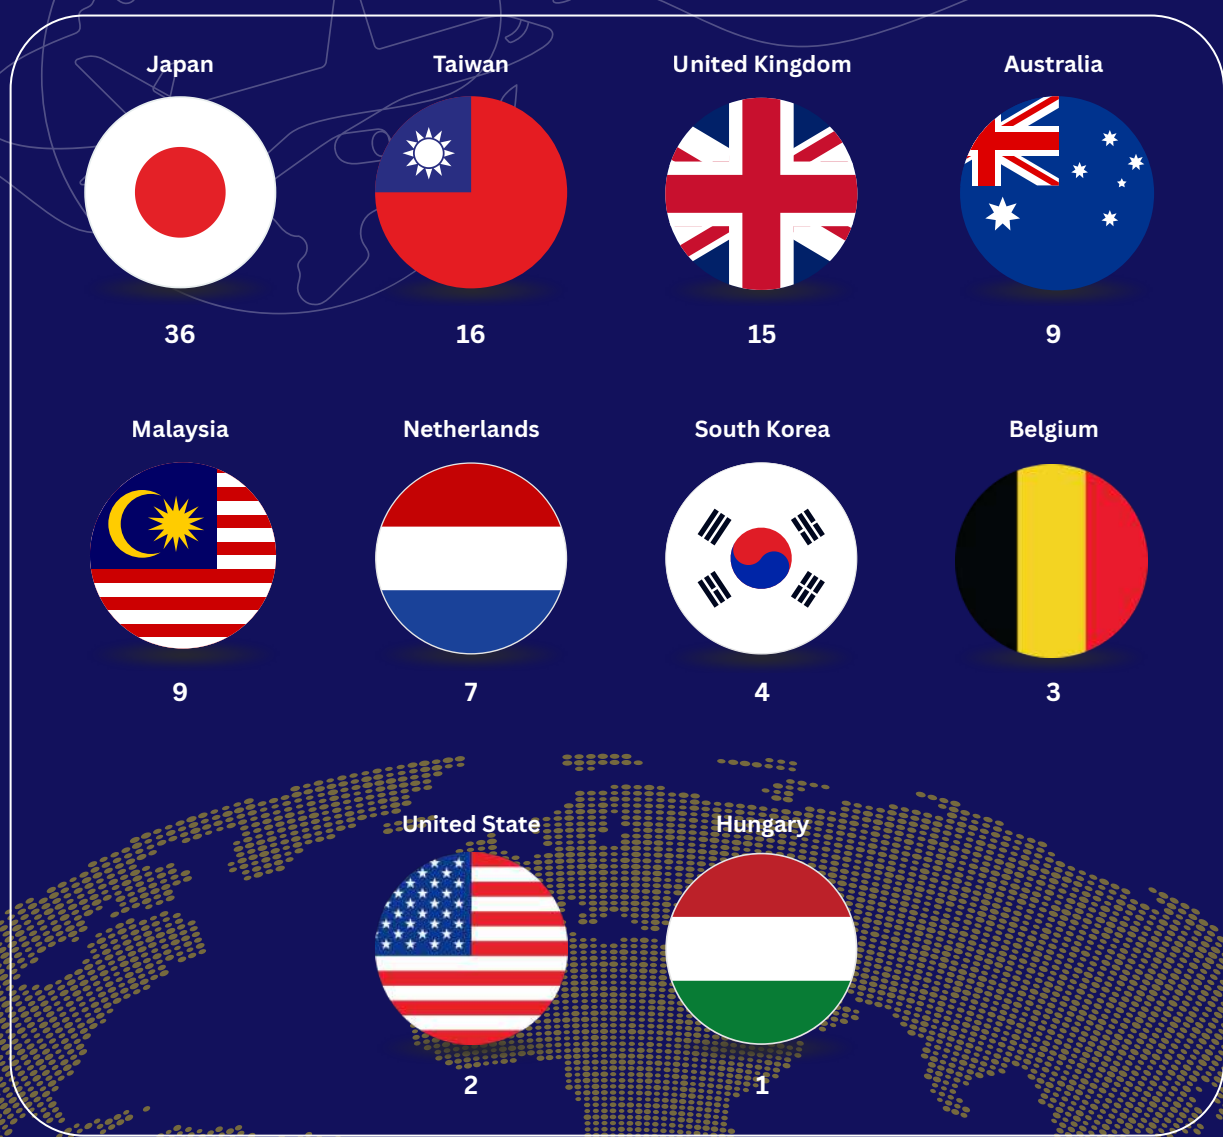 Japan
Taiwan
United Kingdom
Australia
36
16
15
9
Malaysia
Netherlands
South Korea
Belgium
9
7
4
3
United State
Hungary
2
1